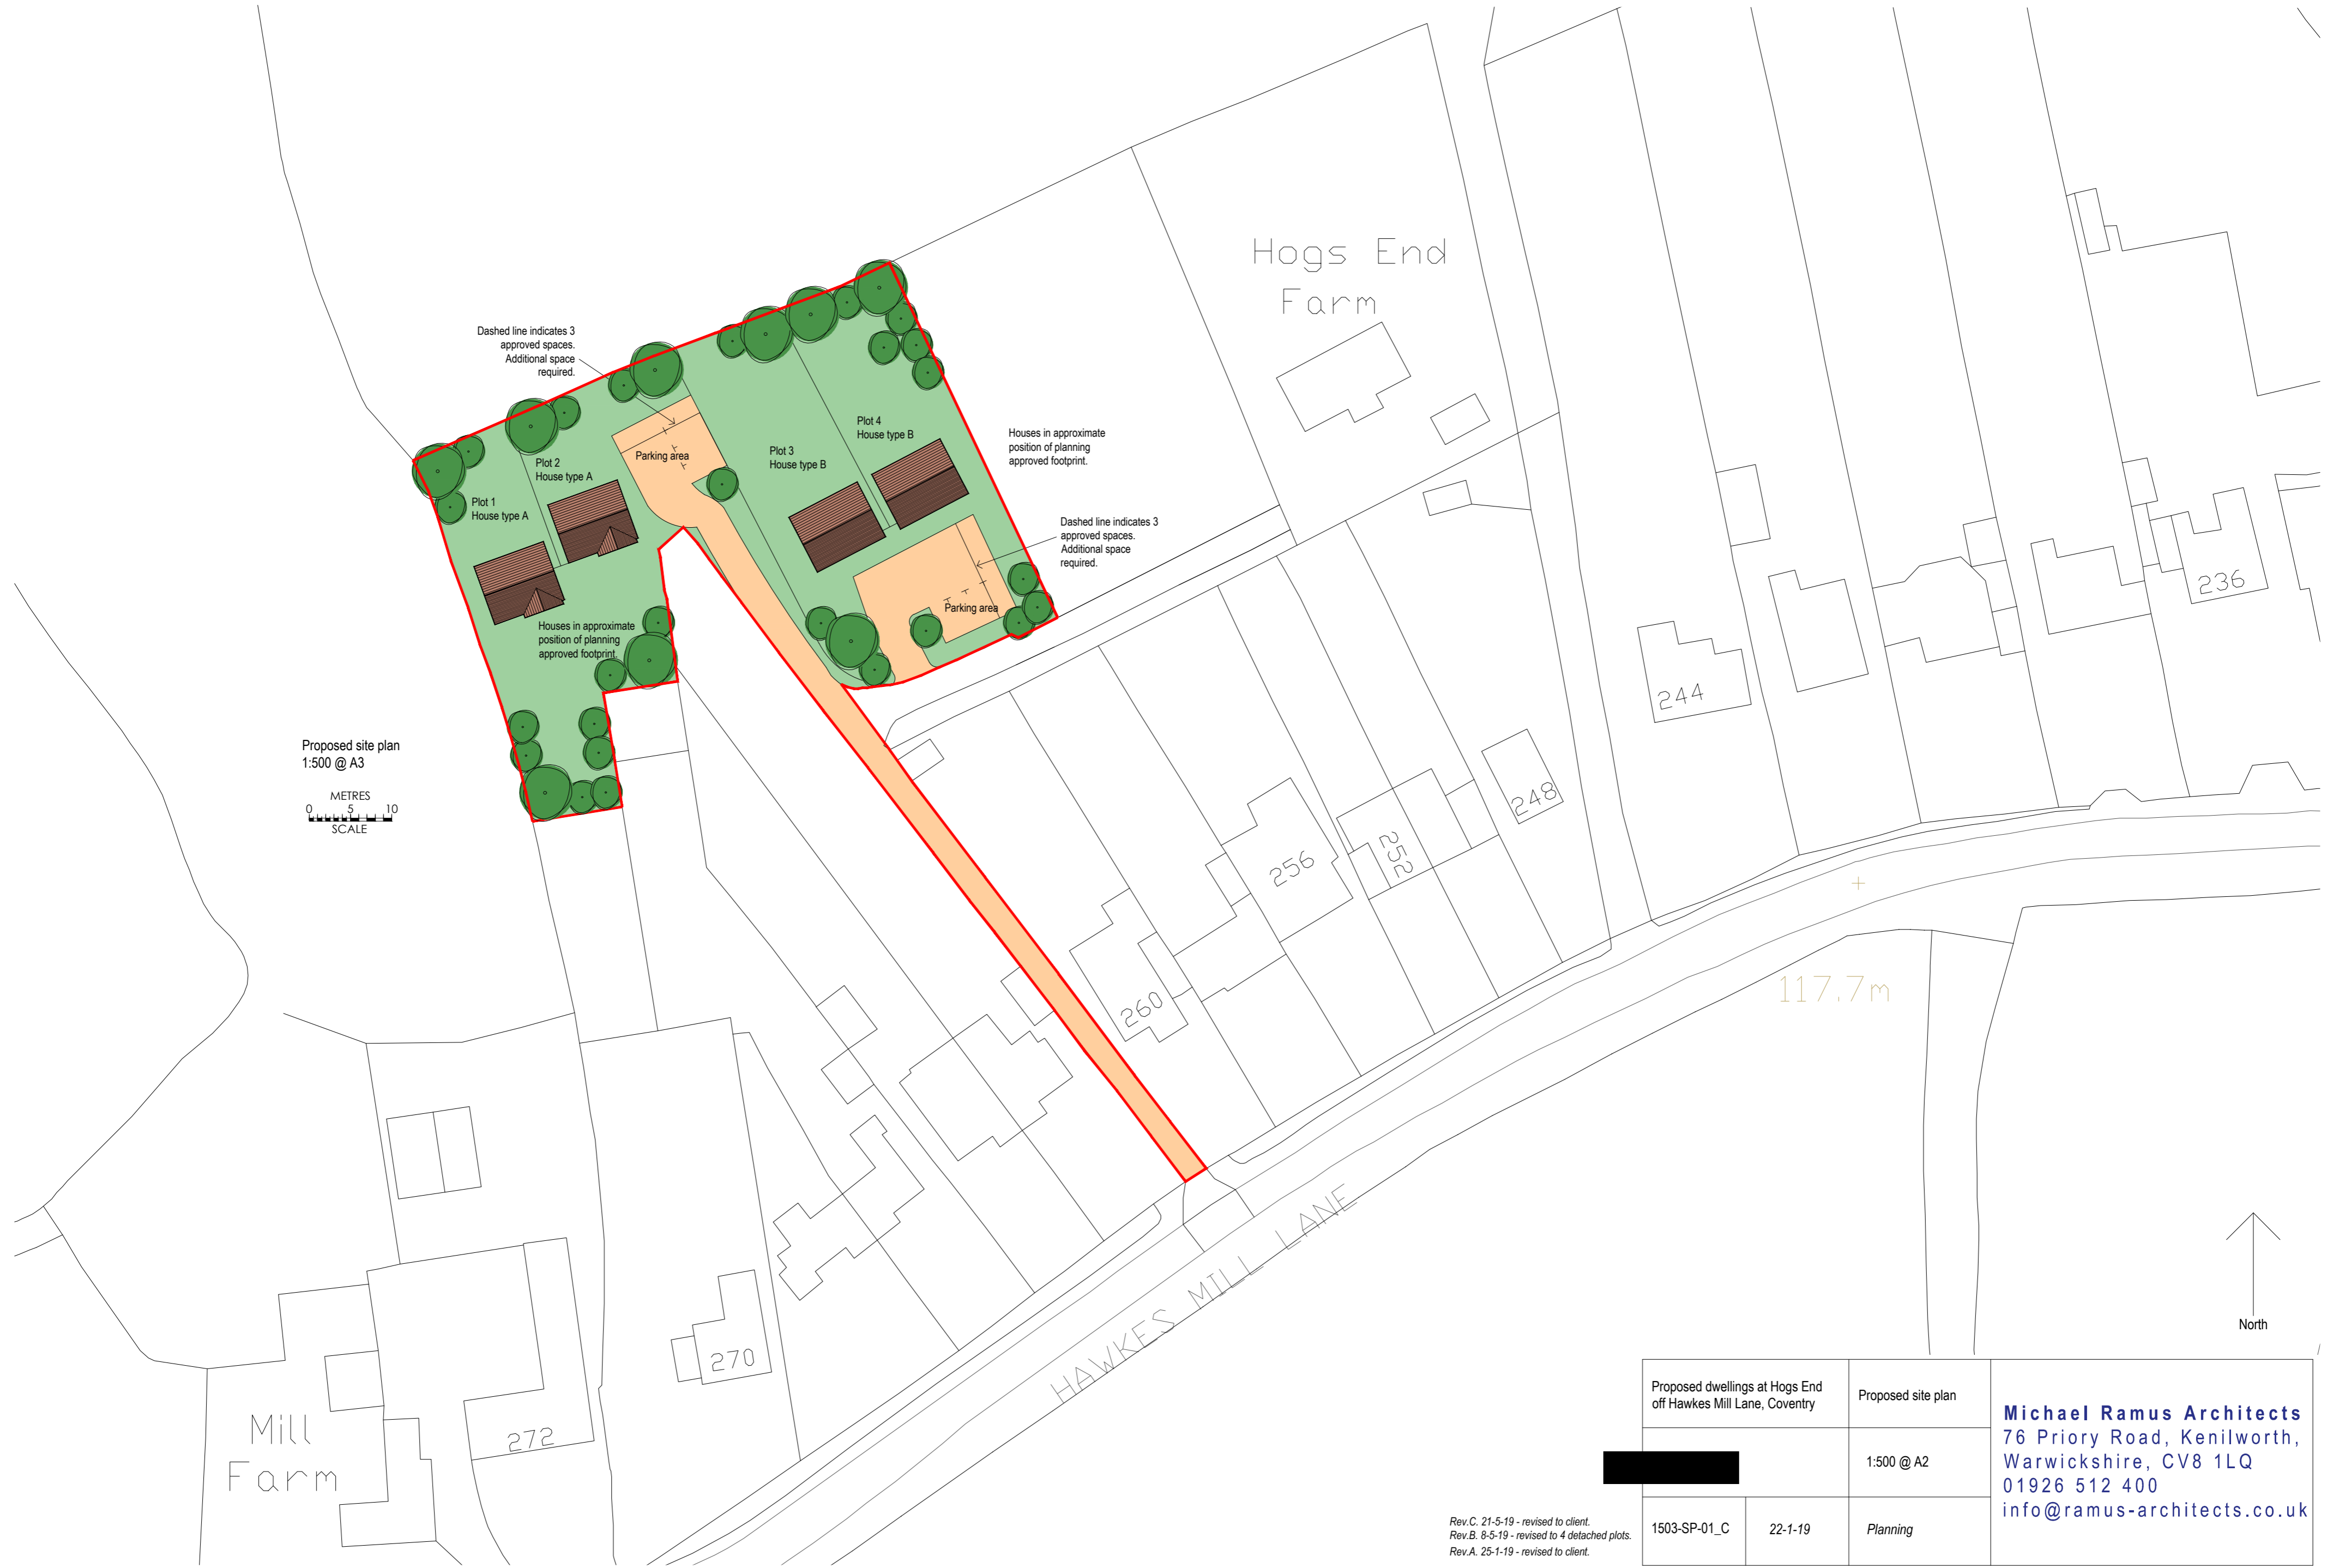 Hogs End
Farm
Dashed line indicates 3
approved spaces.
Additional space
required.
Parking area
Plot 4
House type B
Plot 3
House type B
Houses in approximate
position of planning
approved footprint.
Plot 2
House type A
Plot 1
House type A
Dashed line indicates 3
approved spaces.
Additional space
required.
Parking area
Houses in approximate
position of planning
approved footprint.
236
244
248
252
256
260
Proposed site plan
1:500 @ A3
METRES
0 5 10
SCALE
117.7m
HAWKES MILL LANE
270
272
Mill
Farm
North
Proposed dwellings at Hogs End
off Hawkes Mill Lane, Coventry
Proposed site plan
1:500 @ A2
1503-SP-01_C
22-1-19
Planning
Michael Ramus Architects
76 Priory Road, Kenilworth,
Warwickshire, CV8 1LQ
01926 512 400
info@ramus-architects.co.uk
Rev.C. 21-5-19 - revised to client.
Rev.B. 8-5-19 - revised to 4 detached plots.
Rev.A. 25-1-19 - revised to client.